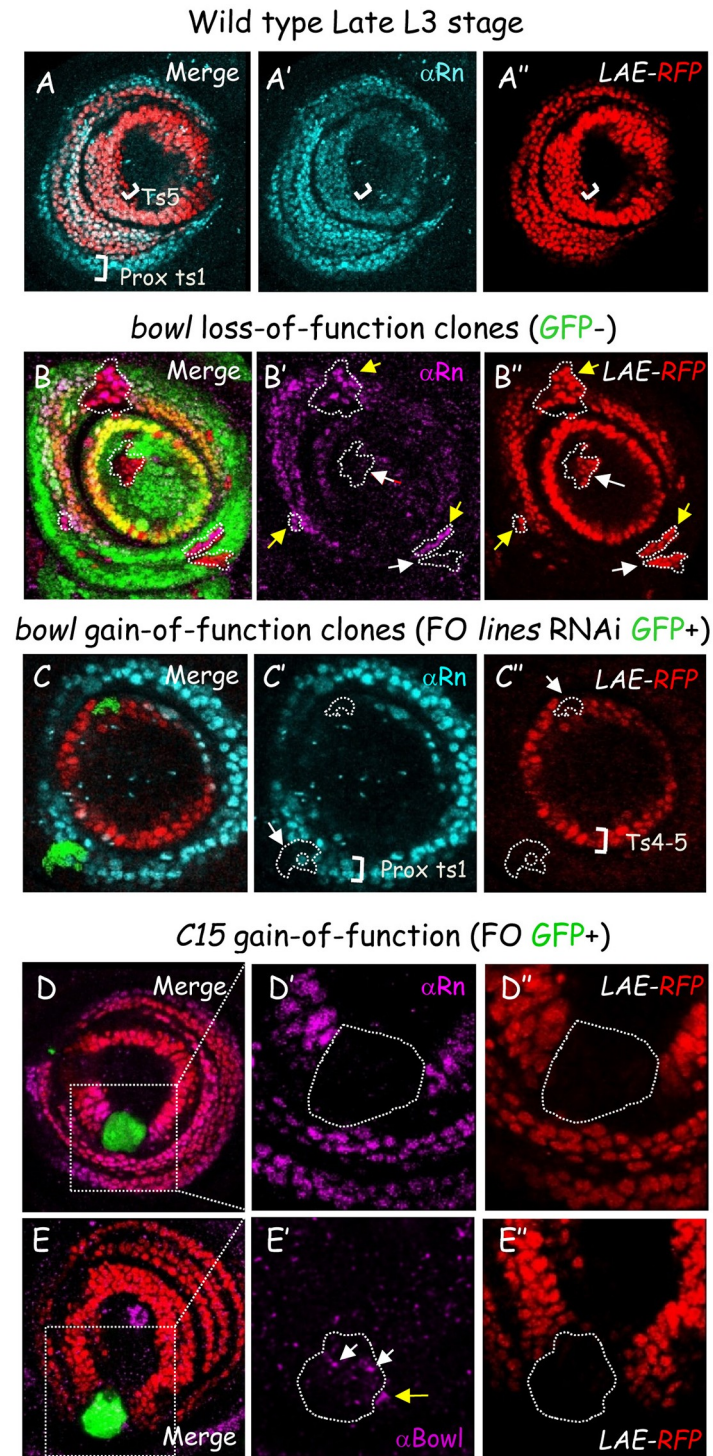 Wild type Late L3 stage
A Merge
Ts5
Prox ts1
A' αRn
A'' LAE-RFP
bowl loss-of-function clones (GFP-)
B Merge
B' αRn
B'' LAE-RFP
bowl gain-of-function clones (FO lines RNAi GFP+)
C Merge
C' αRn
Prox ts1
C'' LAE-RFP
Ts4-5
C15 gain-of-function (FO GFP+)
D Merge
D' αRn
D'' LAE-RFP
E
Merge
E'
αBowl
E''
LAE-RFP